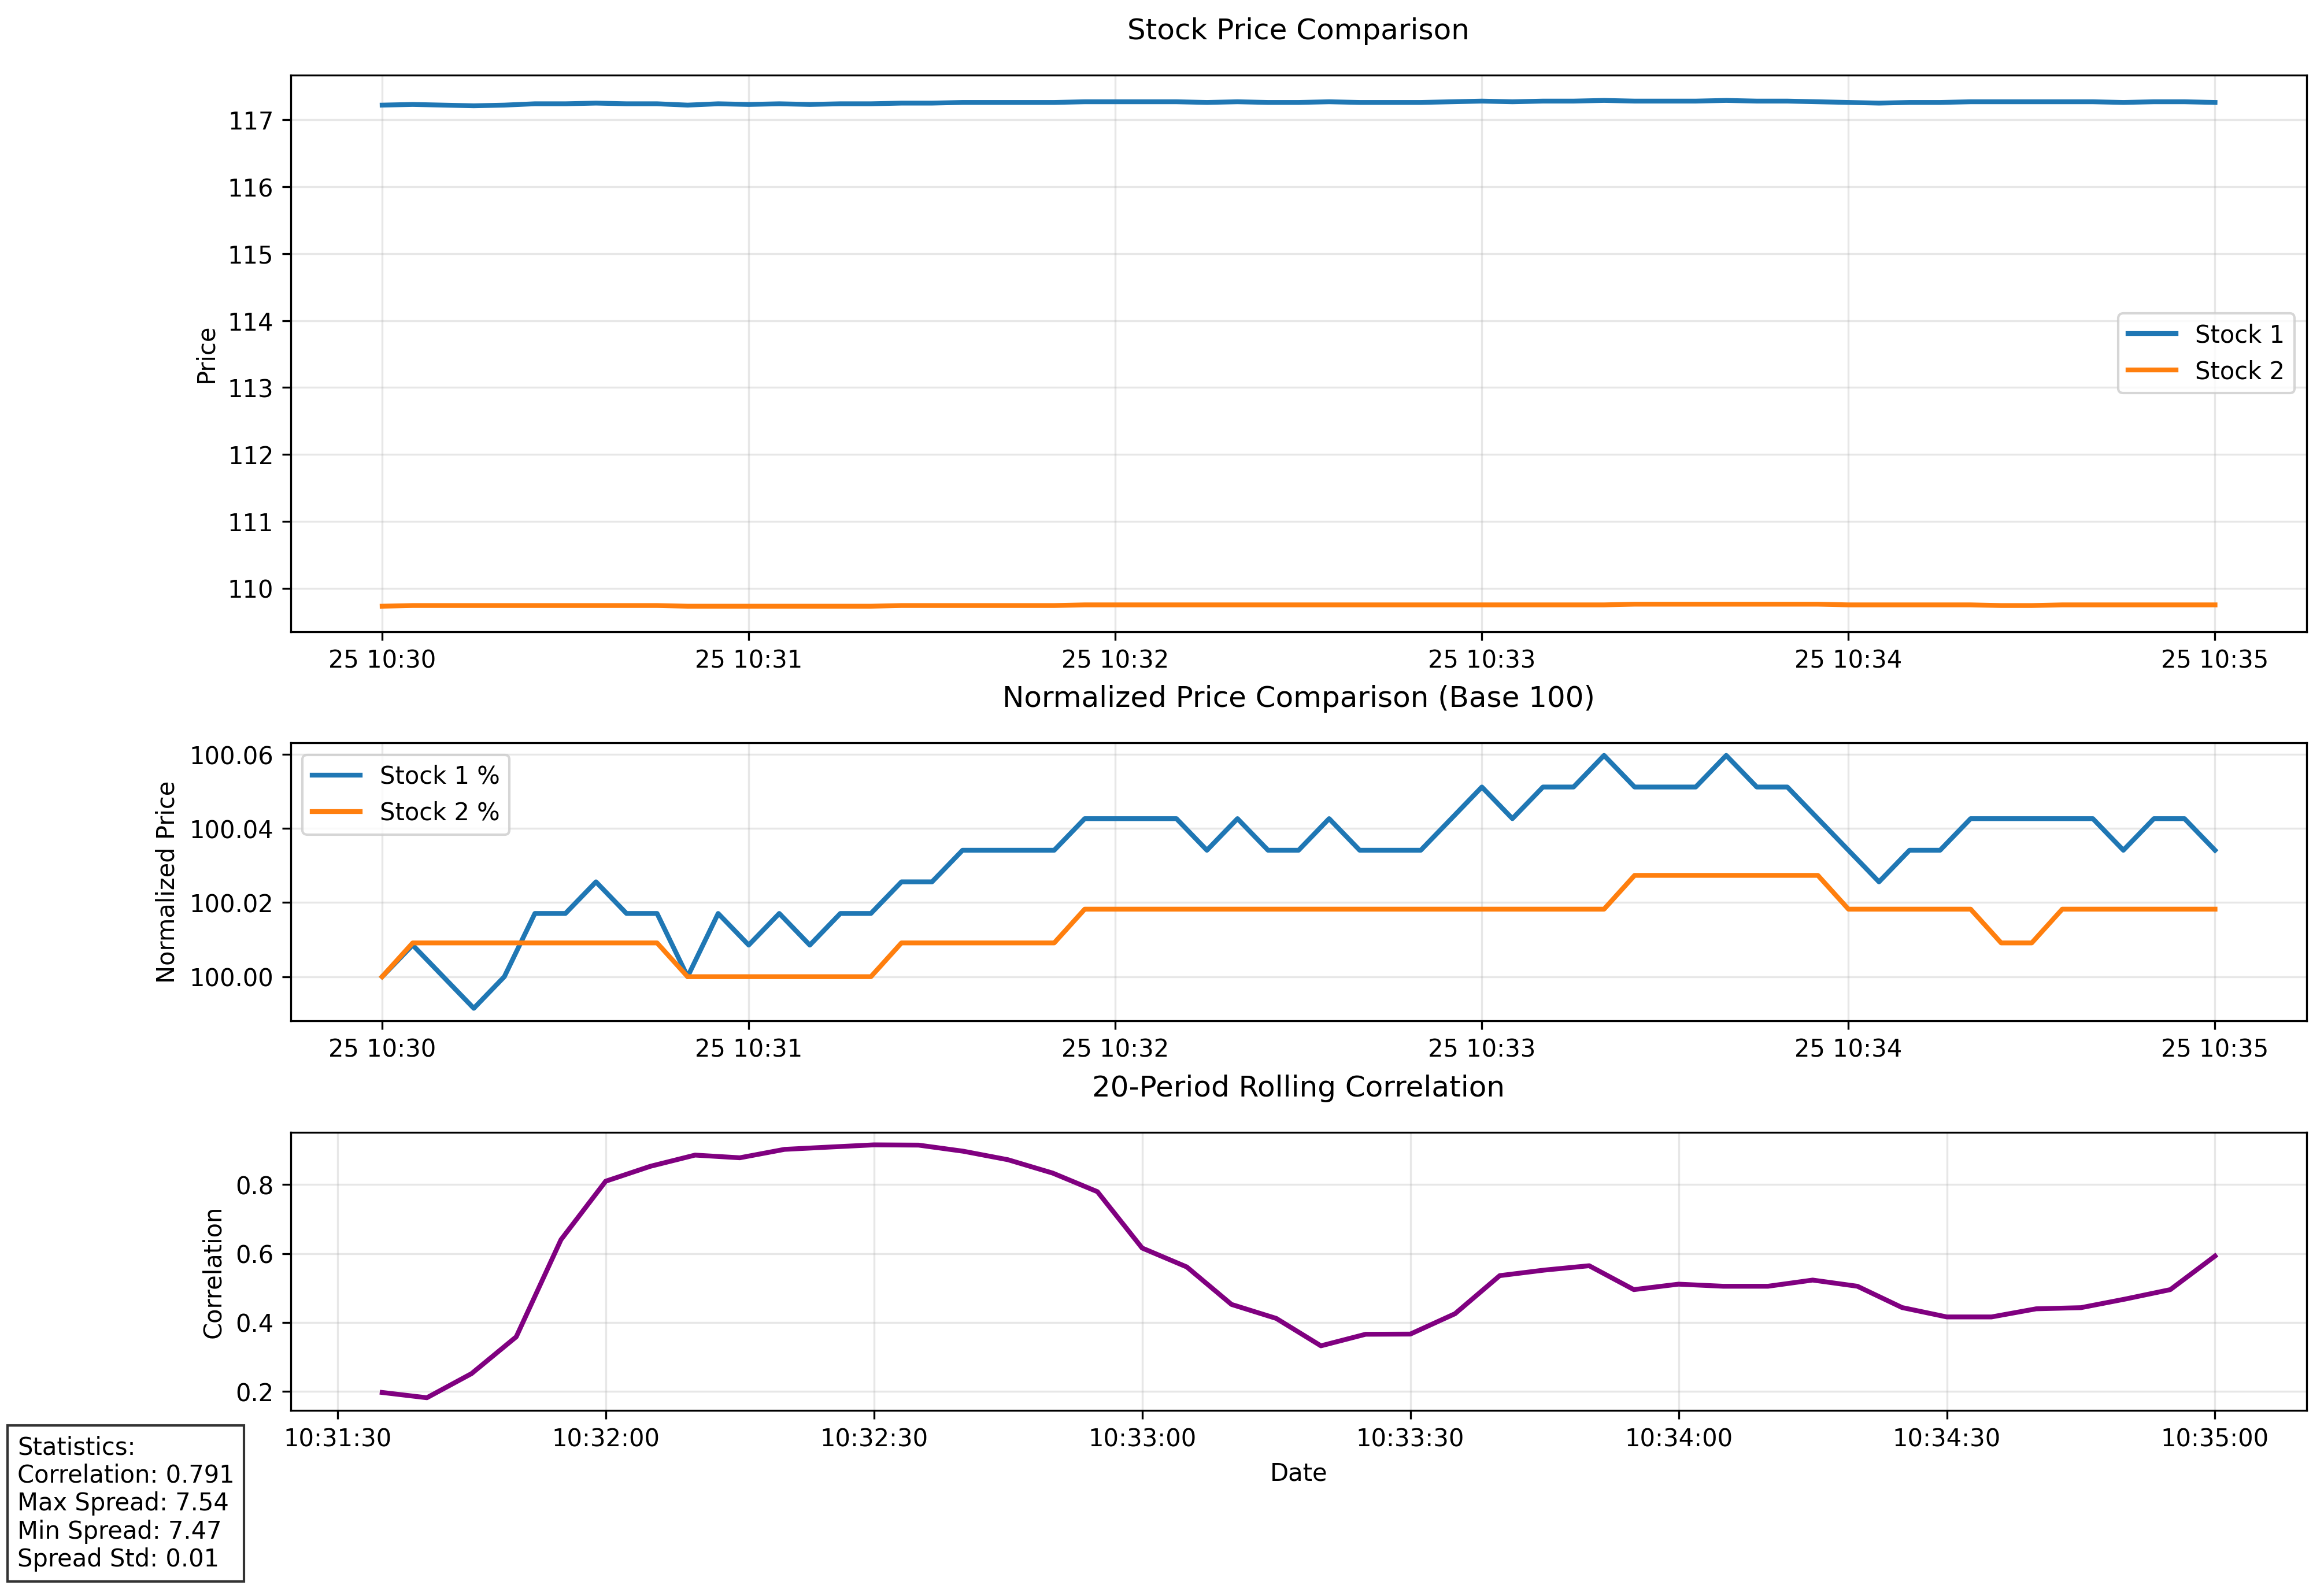 Stock Price Comparison
Price
117
116
115
114
113
112
111
110
Stock 1
Stock 2
25 10:30
25 10:31
25 10:32
25 10:33
25 10:34
25 10:35
Normalized Price Comparison (Base 100)
Normalized Price
100.06
100.04
100.02
100.00
Stock 1 %
Stock 2 %
25 10:30
25 10:31
25 10:32
25 10:33
25 10:34
25 10:35
20-Period Rolling Correlation
Correlation
0.8
0.6
0.4
0.2
10:31:30
10:32:00
10:32:30
10:33:00
10:33:30
10:34:00
10:34:30
10:35:00
Date
Statistics:
Correlation: 0.791
Max Spread: 7.54
Min Spread: 7.47
Spread Std: 0.01